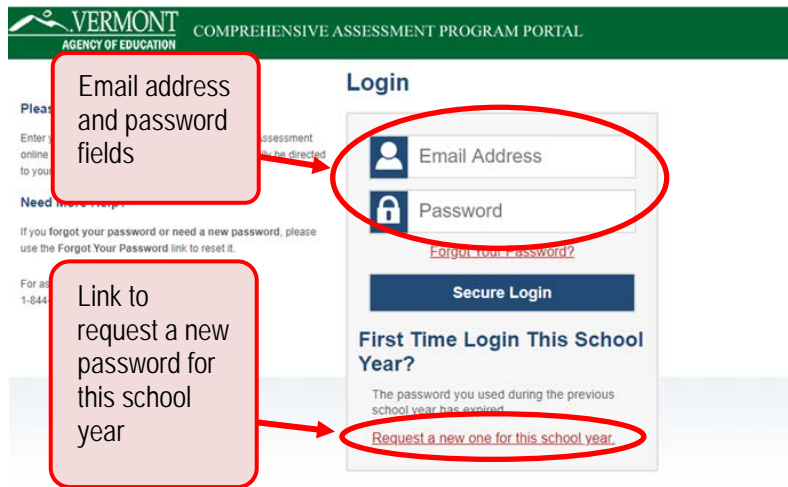 VERMONT
AGENCY OF EDUCATION
COMPREHENSIVE ASSESSMENT PROGRAM PORTAL
Email address
and password
fields
Link to
request a new
password for
this school
year
Enter
Assessment
online
be directed
to your
Need More Help?
If you forgot your password or need a new password, please
use the Forgot Your Password link to reset it.
For
1-844-
Login
Email Address
Password
Forgot Your Password?
Secure Login
First Time Login This School
Year?
The password you used during the previous
school year has expired.
Request a new one for this school year.